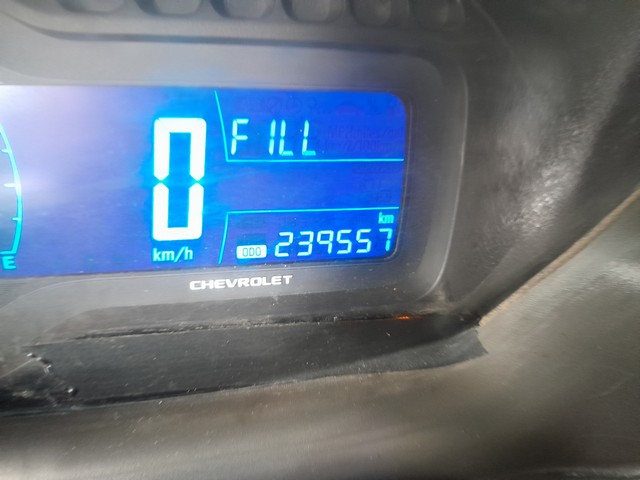 0
FILL
km
km/h
ODO 239557
E
CHEVROLET